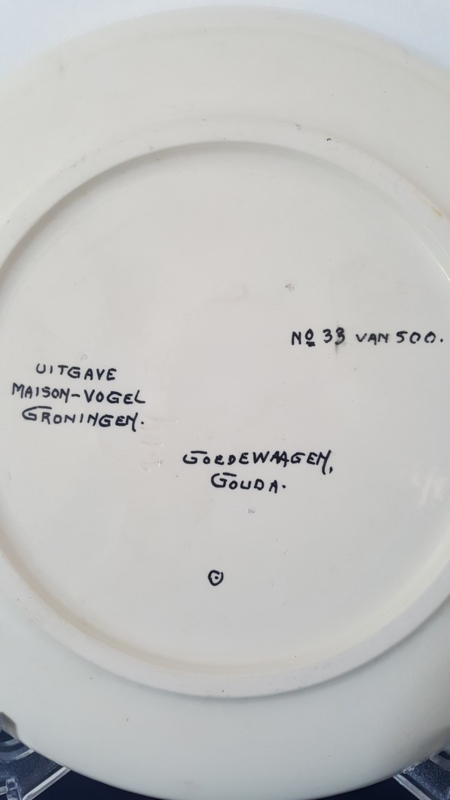 No 33 VAN 500.
UITGAVE
MAISON-VOGEL
GRONINGEN.
GOEDEWAAGEN,
GOUDA.